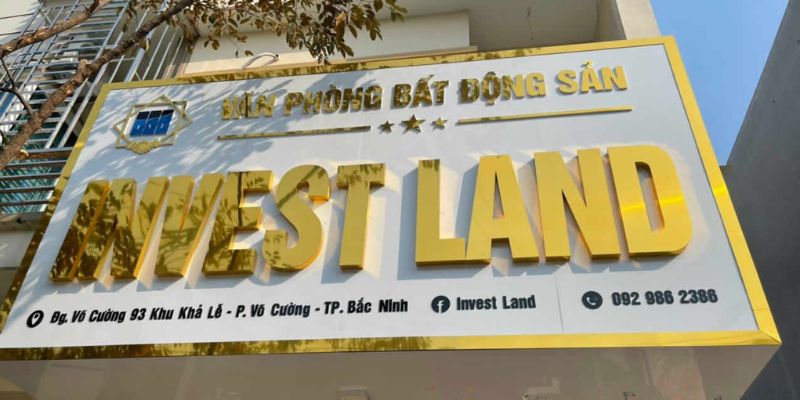 VĂN PHÒNG BẤT ĐỘNG SẢN
INVEST LAND
Đg. Võ Cường 93 Khu Khả Lễ - P. Võ Cường - TP. Bắc Ninh Invest Land 092 986 2386